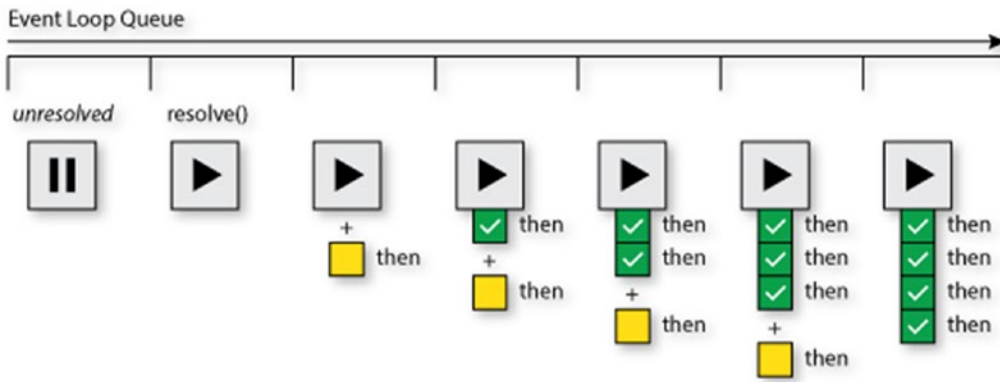 Event Loop Queue
unresolved resolve()
then then then then
then then then then
then then then
then then then
then